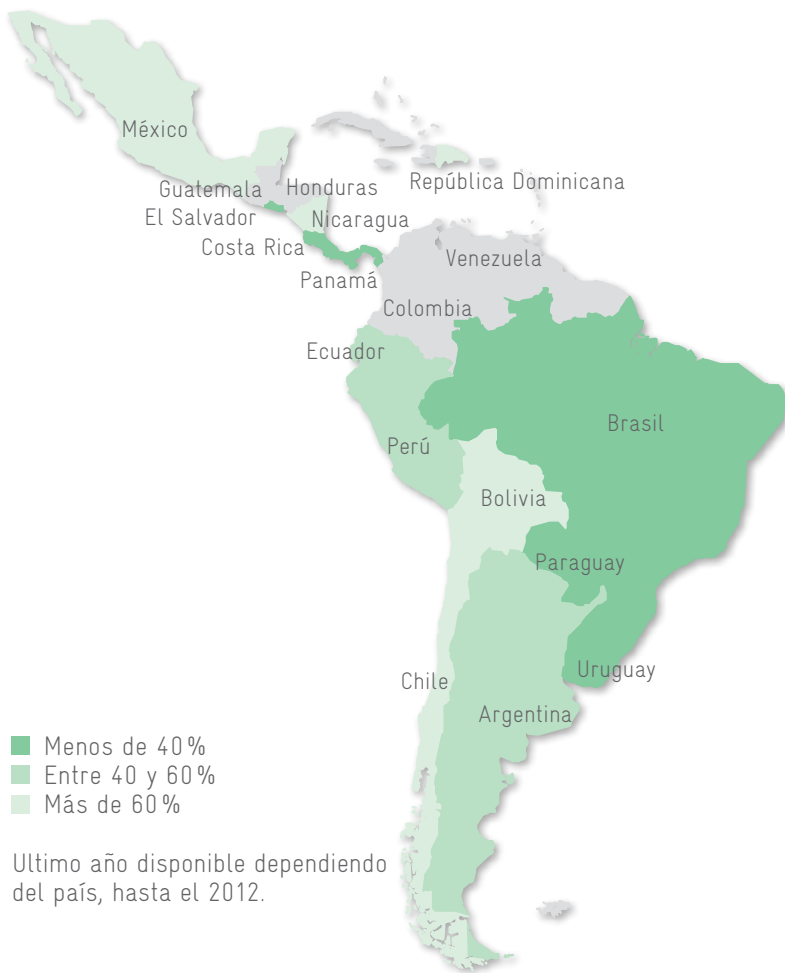 México
Guatemala
Honduras
República Dominicana
El Salvador
Nicaragua
Costa Rica
Venezuela
Panamá
Colombia
Ecuador
Brasil
Perú
Bolivia
Paraguay
Uruguay
Chile
Argentina
Menos de 40%
Entre 40 y 60%
Más de 60%
Ultimo año disponible dependiendo
del país, hasta el 2012.